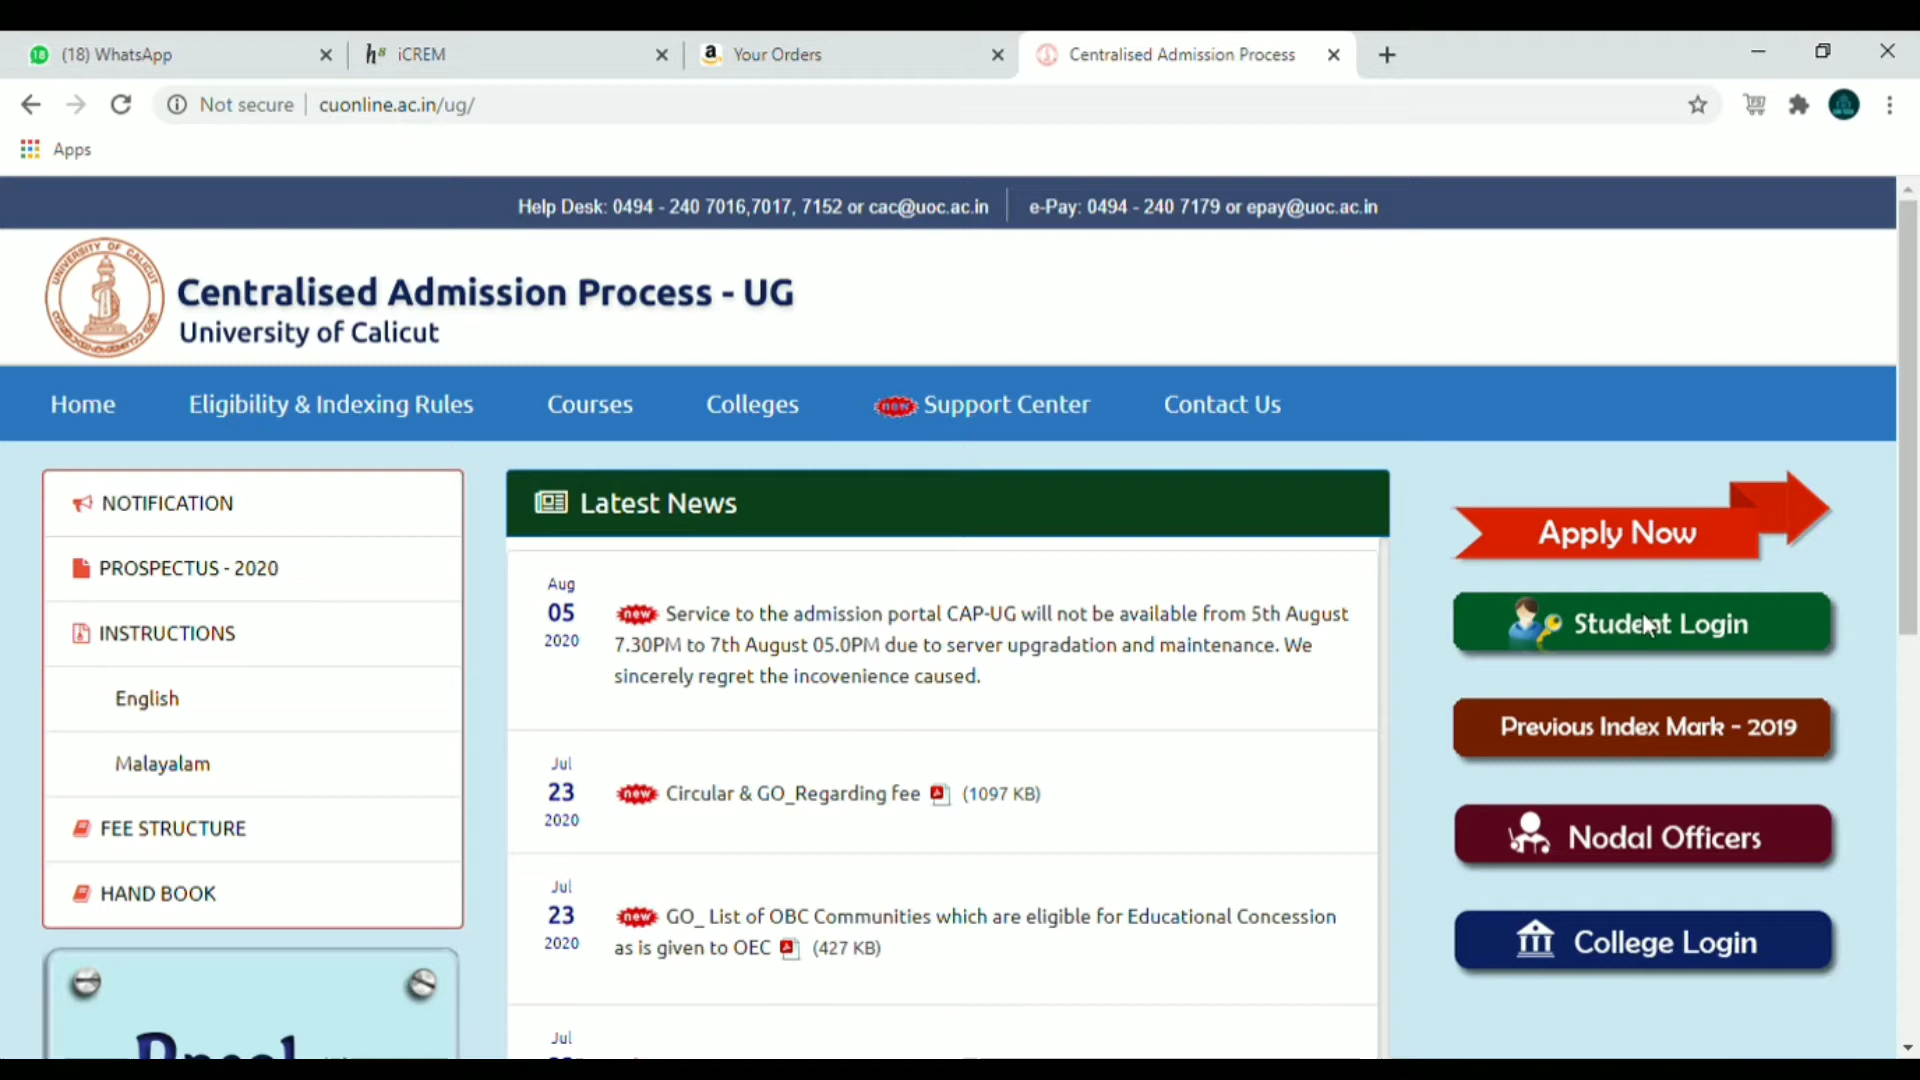 (18) WhatsApp
iCREM
Your Orders
Centralised Admission Process
Not secure
cuonline.ac.in/ug/
Apps
Help Desk: 0494 - 240 7016,7017, 7152 or cac@uoc.ac.in
e-Pay: 0494 - 240 7179 or epay@uoc.ac.in
UNIVERSITY OF CALICUT
Centralised Admission Process - UG
University of Calicut
Home
Eligibility & Indexing Rules
Courses
Colleges
new Support Center
Contact Us
NOTIFICATION
PROSPECTUS - 2020
INSTRUCTIONS
English
Malayalam
FEE STRUCTURE
HAND BOOK
Latest News
Aug
05
2020
new Service to the admission portal CAP-UG will not be available from 5th August
7.30PM to 7th August 05.0PM due to server upgradation and maintenance. We
sincerely regret the incovenience caused.
Jul
23
2020
new Circular & GO_Regarding fee (1097 KB)
Jul
23
2020
new GO_ List of OBC Communities which are eligible for Educational Concession
as is given to OEC (427 KB)
Jul
Apply Now
Student Login
Previous Index Mark - 2019
Nodal Officers
College Login